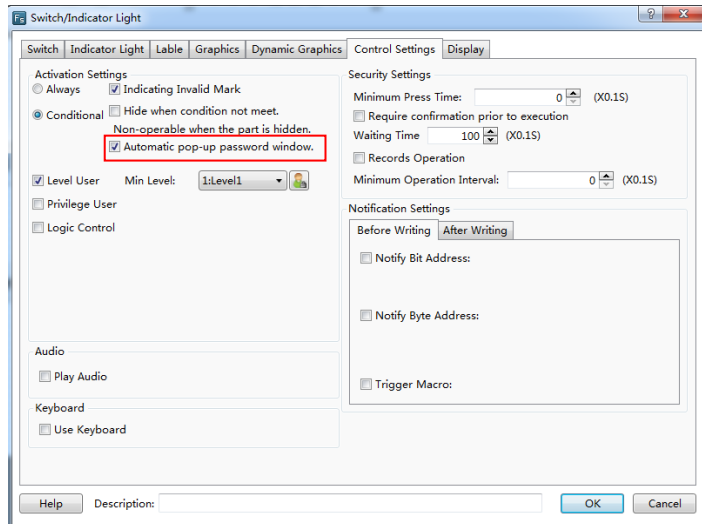 Fs Switch/Indicator Light
Switch Indicator Light Lable Graphics Dynamic Graphics Control Settings Display
Activation Settings
Always Indicating Invalid Mark
Conditional Hide when condition not meet.
Non-operable when the part is hidden.
Automatic pop-up password window.
Level User Min Level: 1:Level1
Privilege User
Logic Control
Audio
Play Audio
Keyboard
Use Keyboard
Security Settings
Minimum Press Time: 0 (X0.1S)
Require confirmation prior to execution
Waiting Time 100 (X0.1S)
Records Operation
Minimum Operation Interval: 0 (X0.1S)
Notification Settings
Before Writing After Writing
Notify Bit Address:
Notify Byte Address:
Trigger Macro:
Help Description: OK Cancel